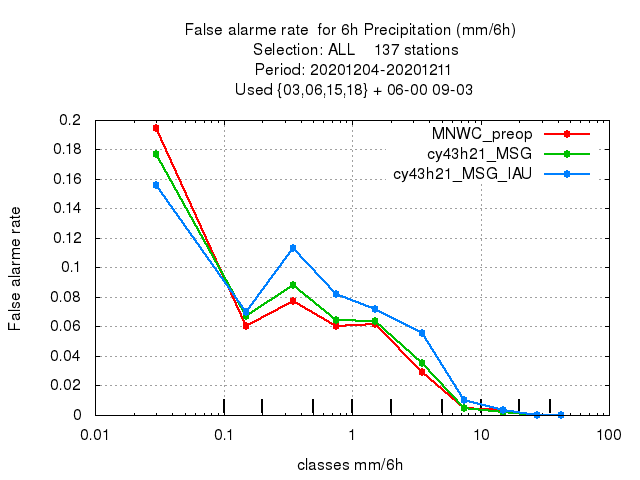 False alarme rate  for 6h Precipitation (mm/6h)
Selection: ALL    137 stations
Period: 20201204-20201211
Used {03,06,15,18} + 06-00 09-03
MNWC_preop
cy43h21_MSG
cy43h21_MSG_IAU
0.2
0.18
0.16
0.14
0.12
0.1
0.08
0.06
0.04
0.02
0
False alarme rate
0.01
0.1
1
10
100
classes mm/6h